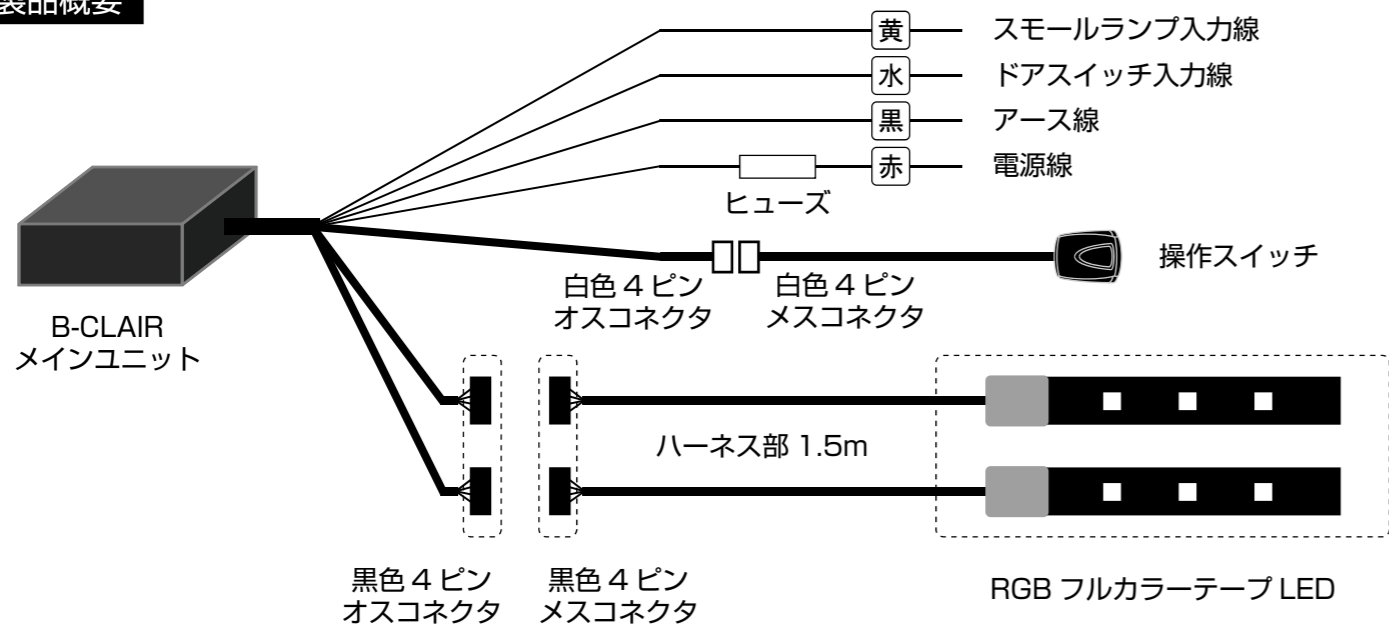 製品概要
黄 スモールランプ入力線
水 ドアスイッチ入力線
黒 アース線
赤 電源線
ヒューズ
操作スイッチ
白色 4 ピン
オスコネクタ
白色 4 ピン
メスコネクタ
B-CLAIR
メインユニット
ハーネス部 1.5m
黒色 4 ピン
オスコネクタ
黒色 4 ピン
メスコネクタ
RGB フルカラーテープ LED